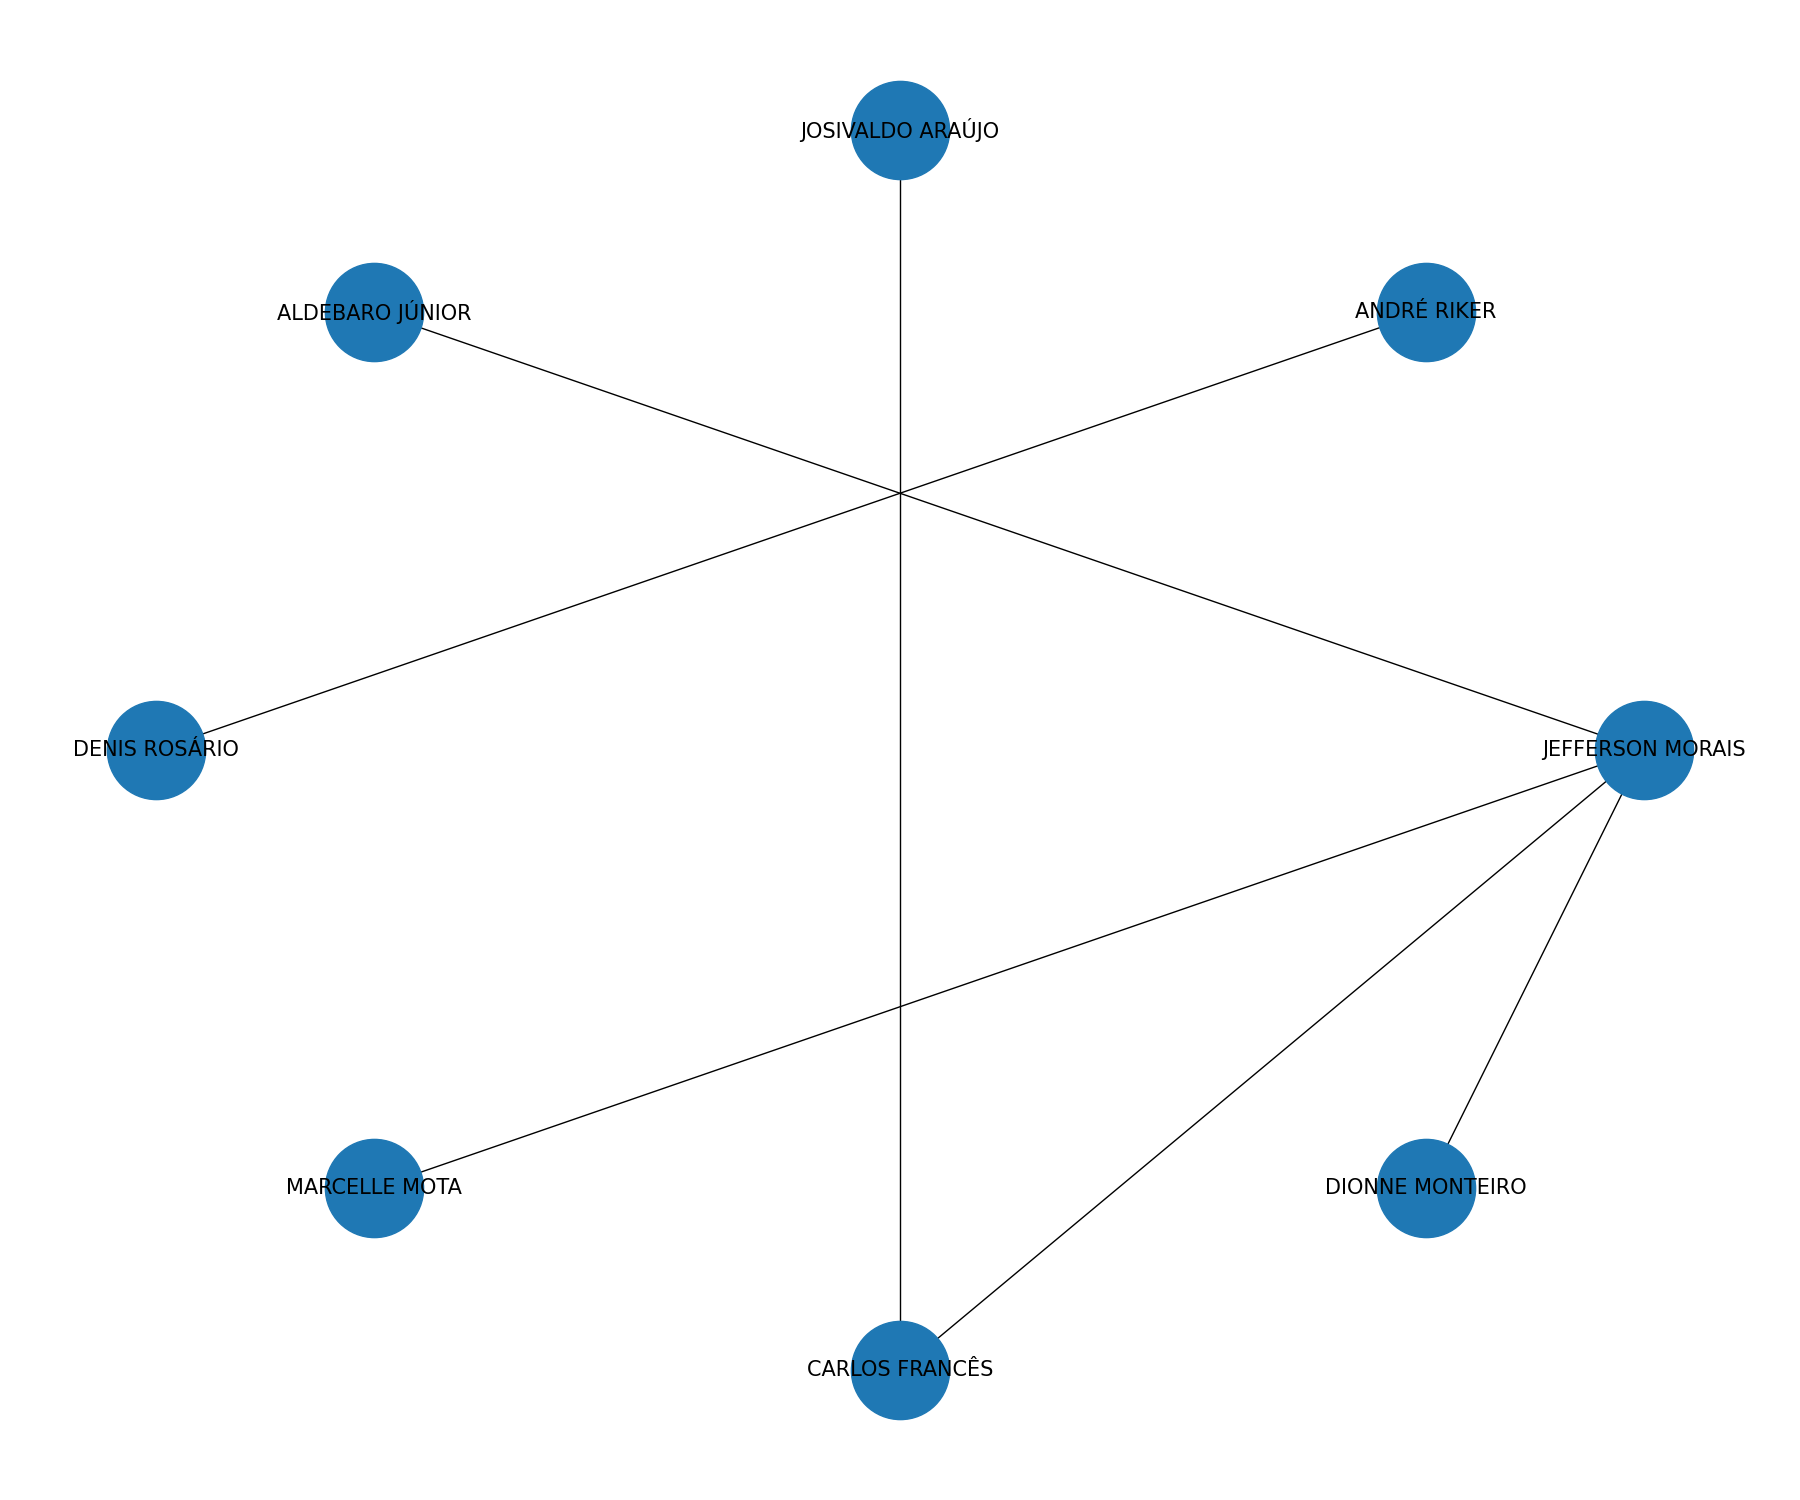 JOSIVALDO ARAÚJO
ALDEBARO JÚNIOR
ANDRÉ RIKER
DENIS ROSÁRIO
JEFFERSON MORAIS
MARCELLE MOTA
DIONNE MONTEIRO
CARLOS FRANCÊS